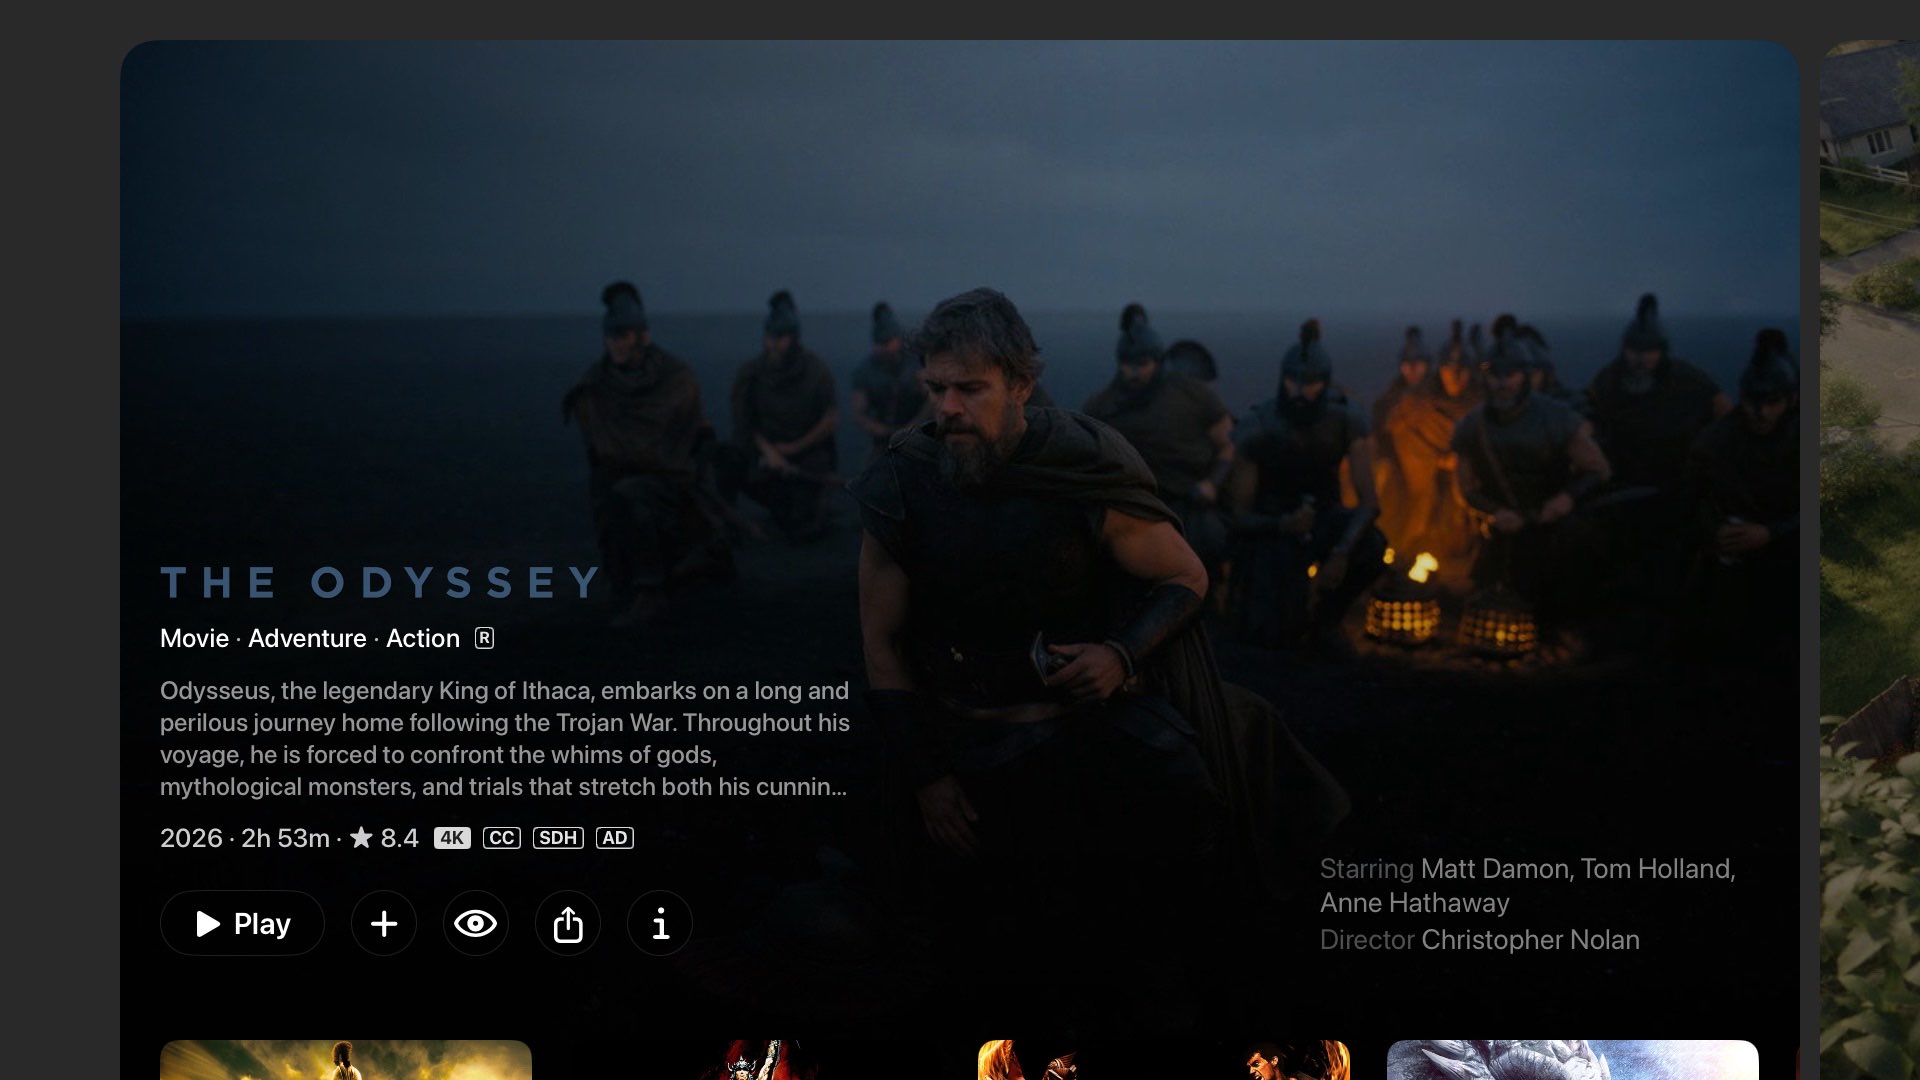 THE ODYSSEY
Movie · Adventure · Action R
Odysseus, the legendary King of Ithaca, embarks on a long and
perilous journey home following the Trojan War. Throughout his
voyage, he is forced to confront the whims of gods,
mythological monsters, and trials that stretch both his cunnin...
2026 · 2h 53m · ★ 8.4 4K CC SDH AD
Play
Starring Matt Damon, Tom Holland,
Anne Hathaway
Director Christopher Nolan